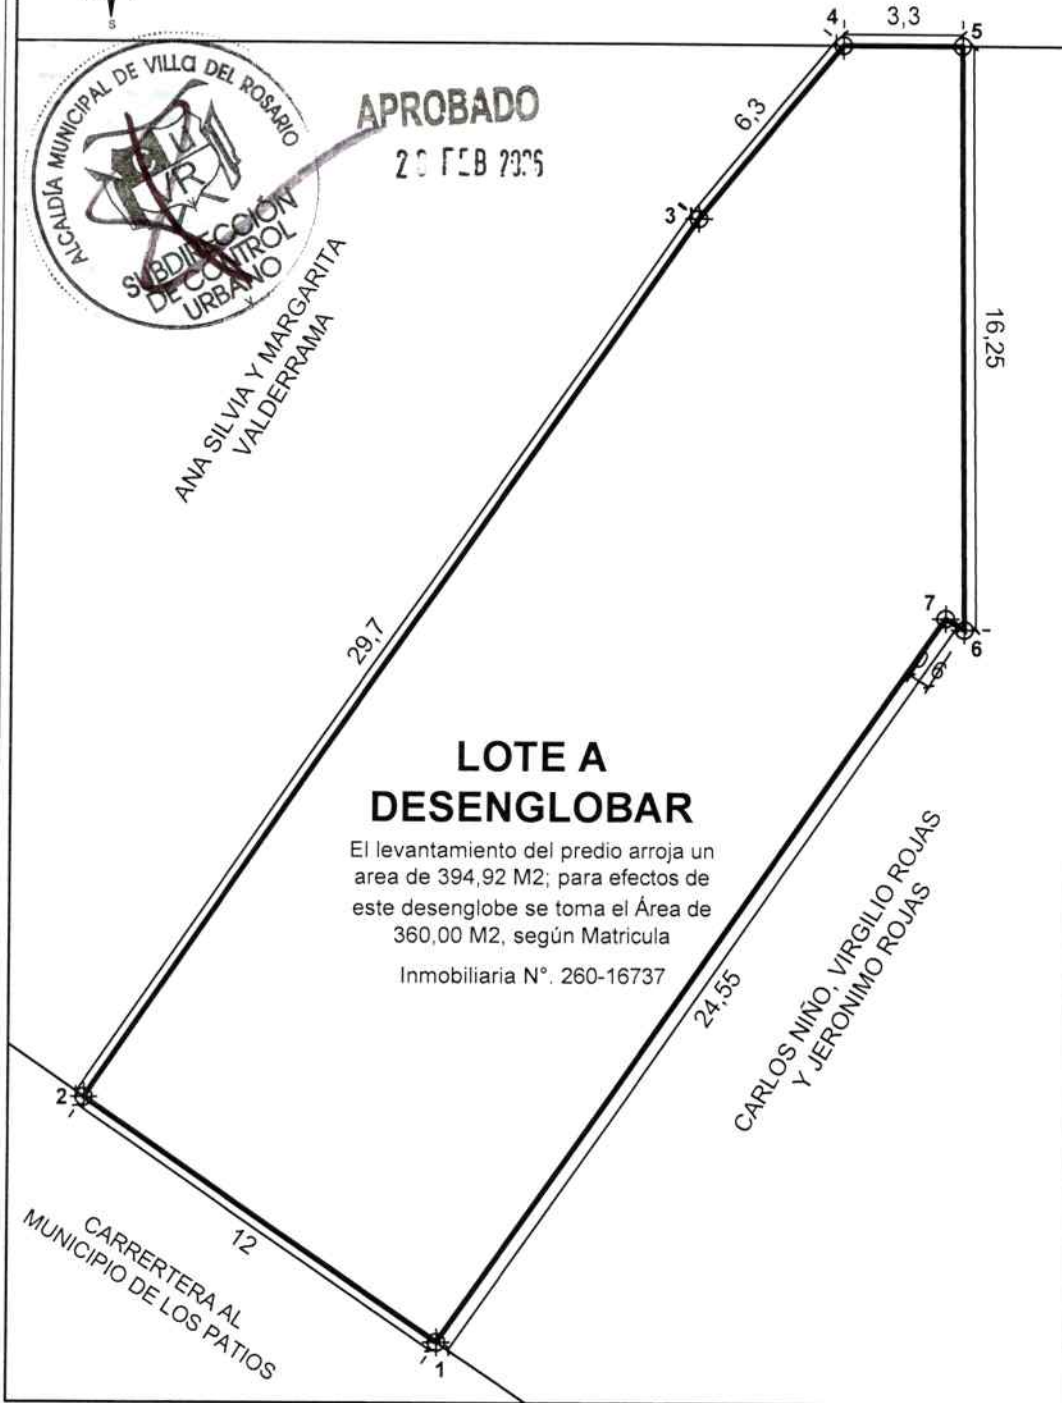 S
4
3,3
5
ALCALDÍA MUNICIPAL DE VILLA DEL ROSARIO
SUBDIRECCIÓN
DE CONTROL
URBANO
APROBADO
FEB
6,3
3
ANA SILVIA Y MARGARITA
VALDERRAMA
16,25
29,7
7
6
LOTE A
DESENGLOBAR
El levantamiento del predio arroja un
area de 394,92 M2; para efectos de
este desenglobe se toma el Área de
360,00 M2, según Matricula
Inmobiliaria N°. 260-16737
24,55
CARLOS NIÑO, VIRGILIO ROJAS
Y JERONIMO ROJAS
2
12
CARRERTERA AL
MUNICIPIO DE LOS PATIOS
1